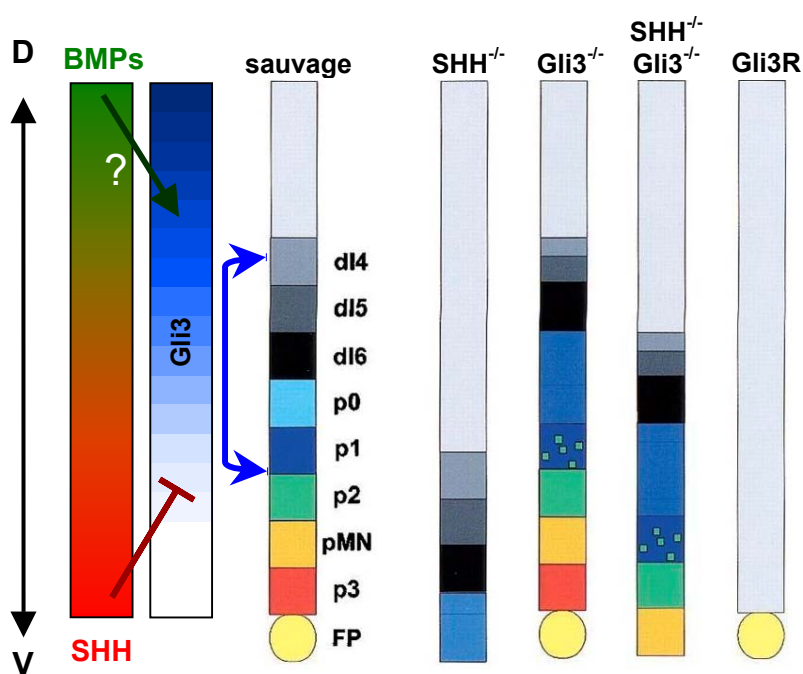 D
BMPs
sauvage
SHH-/-
Gli3-/-
SHH-/-
Gli3-/-
Gli3R
?
Gli3
dI4
dI5
dI6
p0
p1
p2
pMN
p3
FP
SHH
V